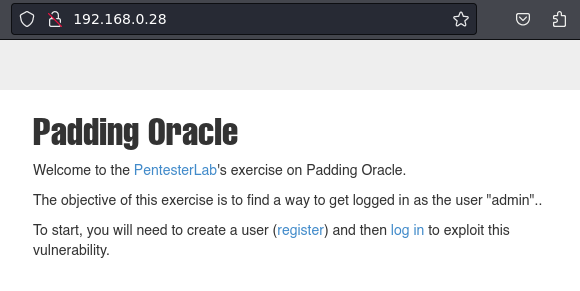 192.168.0.28
Padding Oracle
Welcome to the PentesterLab's exercise on Padding Oracle.
The objective of this exercise is to find a way to get logged in as the user "admin"..
To start, you will need to create a user (register) and then log in to exploit this
vulnerability.